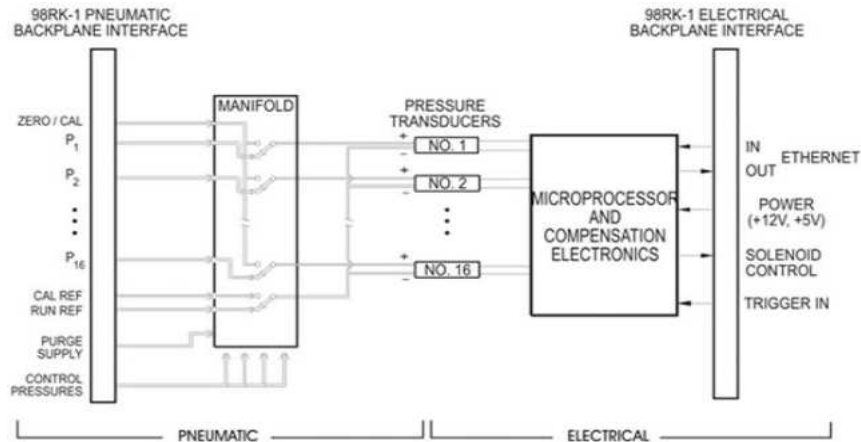 98RK-1 PNEUMATIC
BACKPLANE INTERFACE
98RK-1 ELECTRICAL
BACKPLANE INTERFACE
MANIFOLD
PRESSURE
TRANSDUCERS
ZERO / CAL
P1
P2
P16
CAL REF
RUN REF
PURGE
SUPPLY
CONTROL
PRESSURES
+
NO. 1
−
+
NO. 2
−
+
NO. 16
−
MICROPROCESSOR
AND
COMPENSATION
ELECTRONICS
IN
OUT
ETHERNET
POWER
(+12V, +5V)
SOLENOID
CONTROL
TRIGGER IN
PNEUMATIC
ELECTRICAL